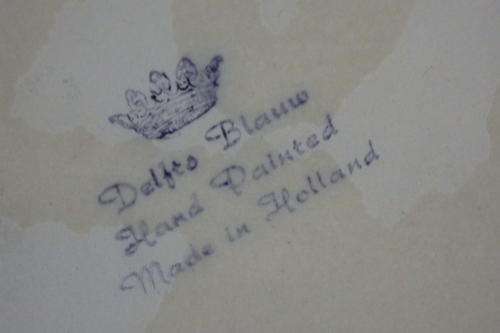 Delfts Blauw
Hand Painted
Made in Holland